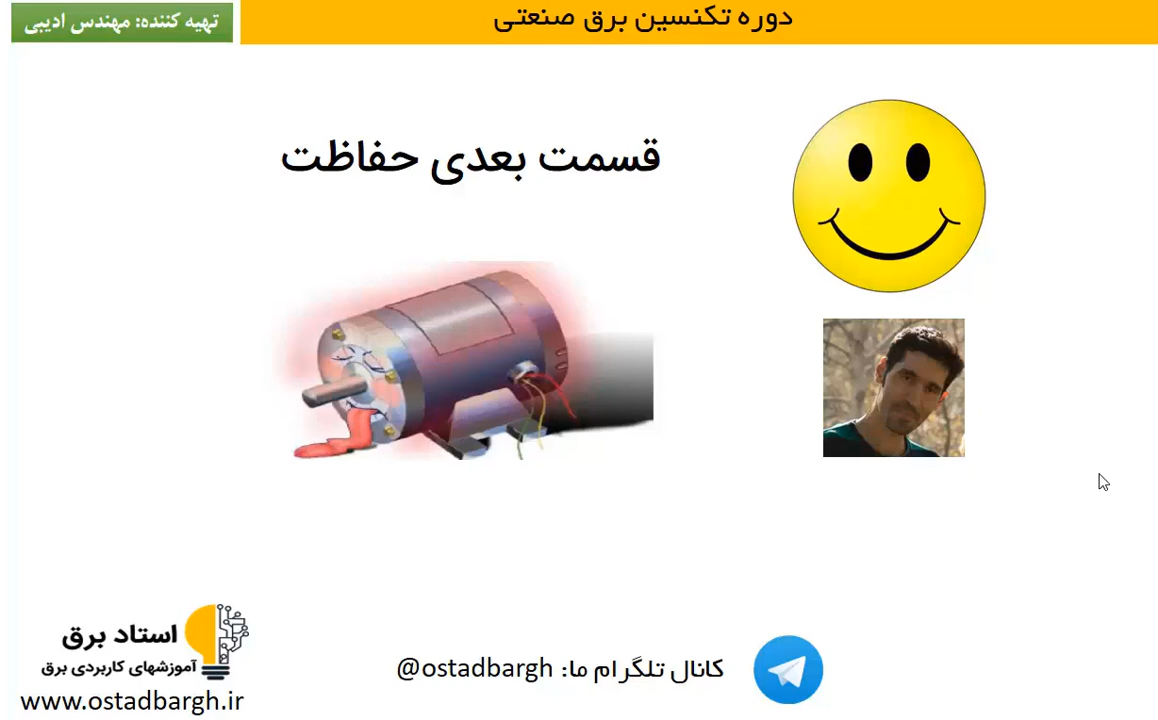 دوره تکنسین برق صنعتی
تهیه کننده: مهندس ادیبی
قسمت بعدی حفاظت
استاد برق
آموزشهای کاربردی برق
www.ostadbargh.ir
کانال تلگرام ما: @ostadbargh